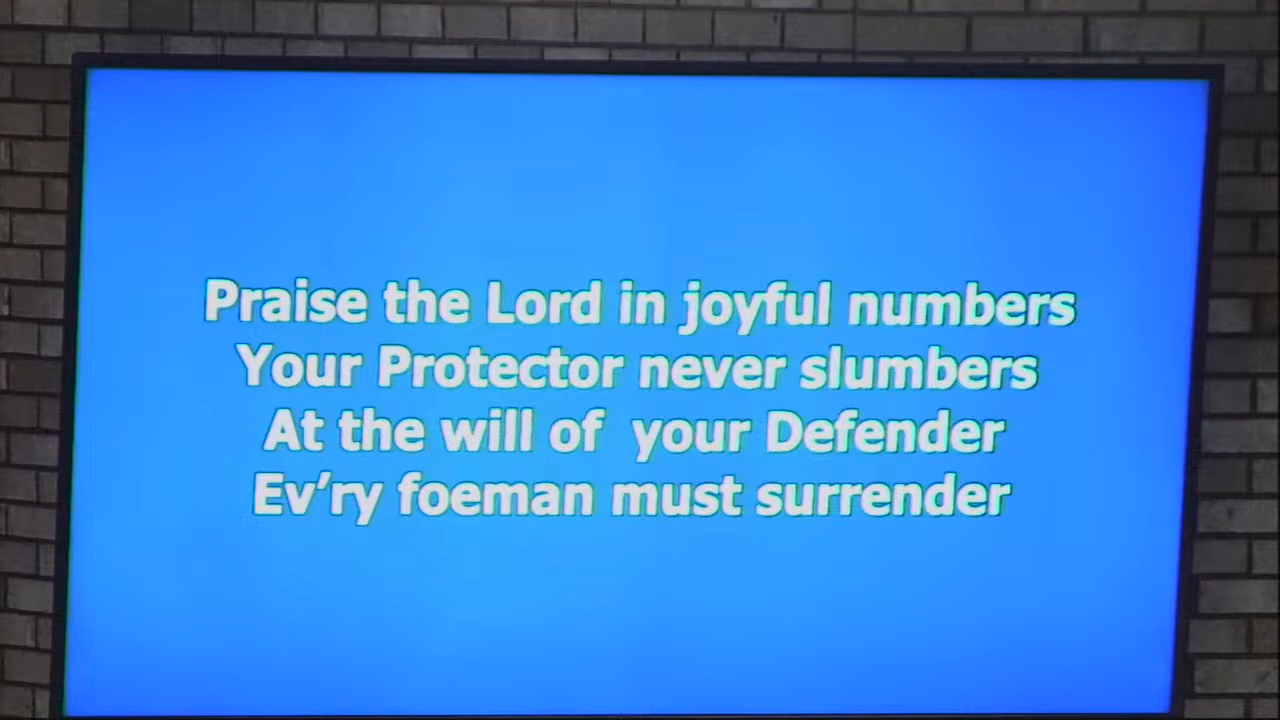 Praise the Lord in joyful numbers
Your Protector never slumbers
At the will of  your Defender
Ev’ry foeman must surrender